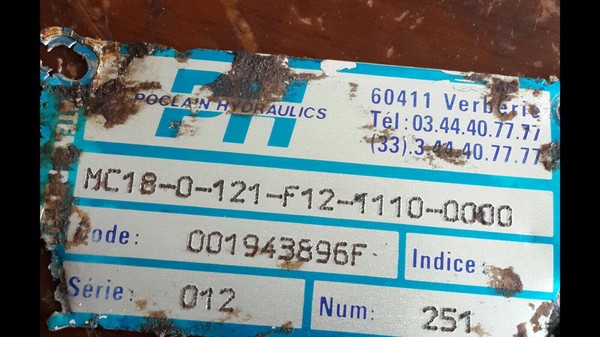 PH
POCLAIN HYDRAULICS
60411 Verberie
Tél:03.44.40.77.77
(33).3.44.40.77.77
MC18-0-121-F12-1110-0000
Code: 001943896F
Indice:
Série: 012
Num: 251